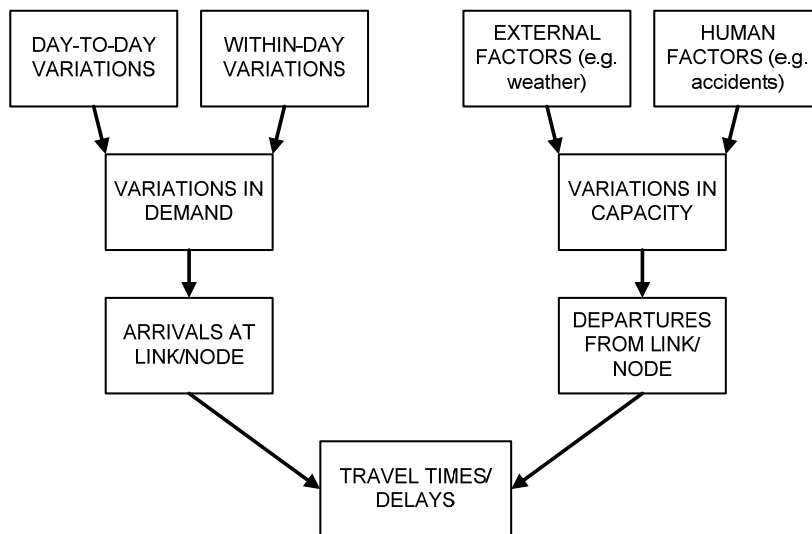 DAY-TO-DAY
VARIATIONS
WITHIN-DAY
VARIATIONS
EXTERNAL
FACTORS (e.g.
weather)
HUMAN
FACTORS (e.g.
accidents)
VARIATIONS IN
DEMAND
VARIATIONS IN
CAPACITY
ARRIVALS AT
LINK/NODE
DEPARTURES
FROM LINK/
NODE
TRAVEL TIMES/
DELAYS